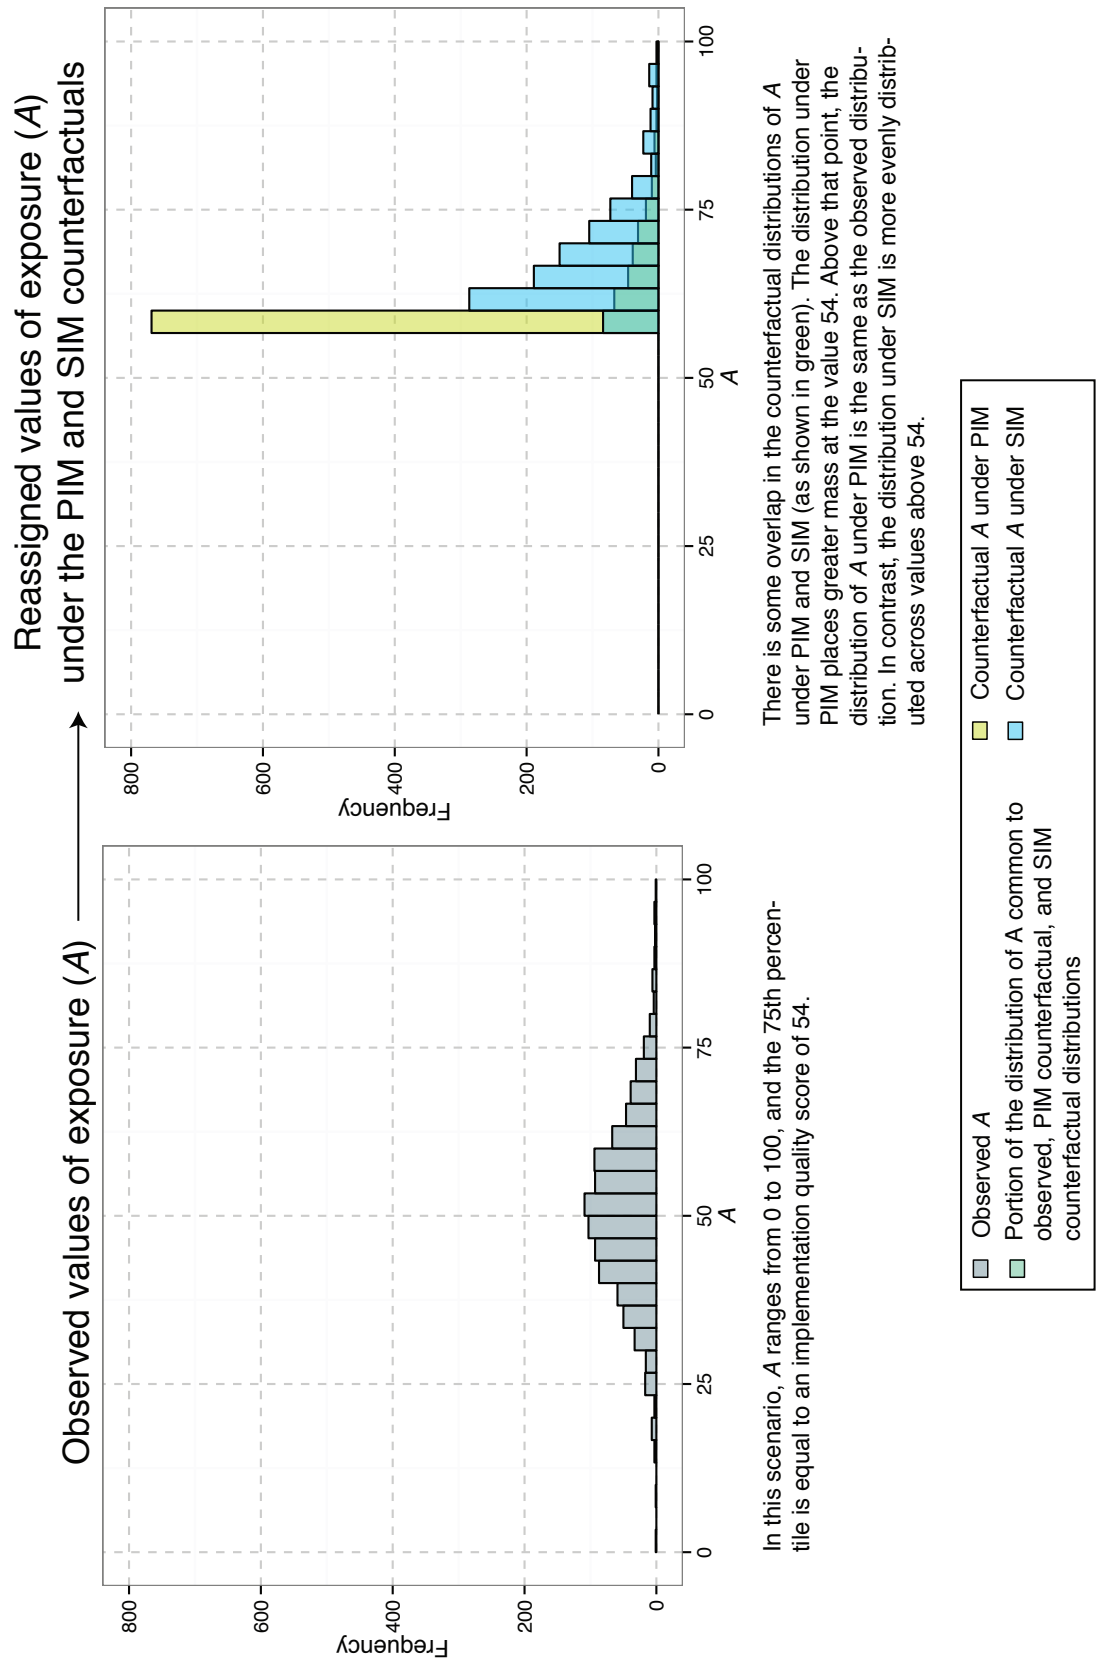 Observed values of exposure (A)
Reassigned values of exposure (A)
under the PIM and SIM counterfactuals
800
600
400
200
0
Frequency
0
25
50
75
100
A
800
600
400
200
0
Frequency
0
25
50
75
100
A
In this scenario, A ranges from 0 to 100, and the 75th percen-
tile is equal to an implementation quality score of 54.
There is some overlap in the counterfactual distributions of A
under PIM and SIM (as shown in green). The distribution under
PIM places greater mass at the value 54. Above that point, the
distribution of A under PIM is the same as the observed distribu-
tion. In contrast, the distribution under SIM is more evenly distrib-
uted across values above 54.
Observed A
Portion of the distribution of A common to
observed, PIM counterfactual, and SIM
counterfactual distributions
Counterfactual A under PIM
Counterfactual A under SIM